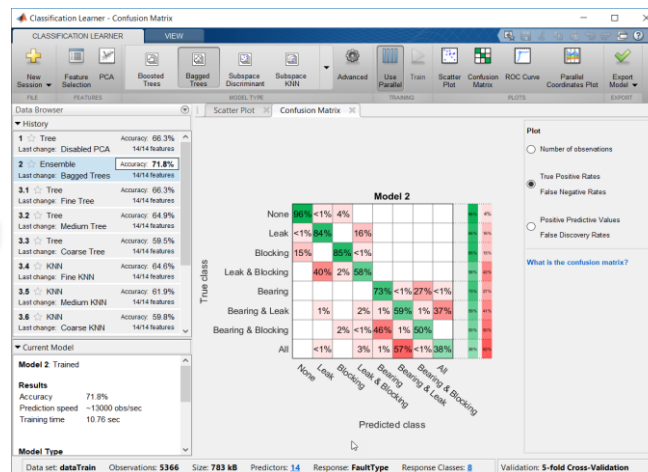 Classification Learner - Confusion Matrix
CLASSIFICATION LEARNER
VIEW
New Session
Feature Selection
PCA
Boosted Trees
Bagged Trees
Subspace Discriminant
Subspace KNN
Advanced
Use Parallel
Train
Scatter Plot
Confusion Matrix
ROC Curve
Parallel Coordinates Plot
Export Model
FILE
FEATURES
MODEL TYPE
TRAINING
PLOTS
EXPORT
Data Browser
Scatter Plot
Confusion Matrix
History
1 Tree Accuracy: 66.3%
Last change: Disabled PCA 14/14 features
2 Ensemble Accuracy: 71.8%
Last change: Bagged Trees 14/14 features
3.1 Tree Accuracy: 66.3%
Last change: Fine Tree 14/14 features
3.2 Tree Accuracy: 64.9%
Last change: Medium Tree 14/14 features
3.3 Tree Accuracy: 59.5%
Last change: Coarse Tree 14/14 features
3.4 KNN Accuracy: 64.6%
Last change: Fine KNN 14/14 features
3.5 KNN Accuracy: 61.9%
Last change: Medium KNN 14/14 features
3.6 KNN Accuracy: 59.8%
Last change: Coarse KNN 14/14 features
Current Model
Model 2: Trained
Results
Accuracy 71.8%
Prediction speed ~13000 obs/sec
Training time 10.76 sec
Model Type
Model 2
True class
None 96% <1% 4%
Leak <1% 84% 16%
Blocking 15% 85% <1%
Leak & Blocking 40% 2% 58%
Bearing 73% <1% 27% <1%
Bearing & Leak 1% 2% 1% 59% 1% 37%
Bearing & Blocking 2% <1% 46% 1% 50%
All <1% 3% 1% 57% <1% 38%
None
Leak
Blocking
Leak & Blocking
Bearing
Bearing & Leak
Bearing & Blocking
All
Predicted class
Plot
Number of observations
True Positive Rates
False Negative Rates
Positive Predictive Values
False Discovery Rates
What is the confusion matrix?
Data set: dataTrain Observations: 5366 Size: 783 kB Predictors: 14 Response: FaultType Response Classes: 8 Validation: 5-fold Cross-Validation